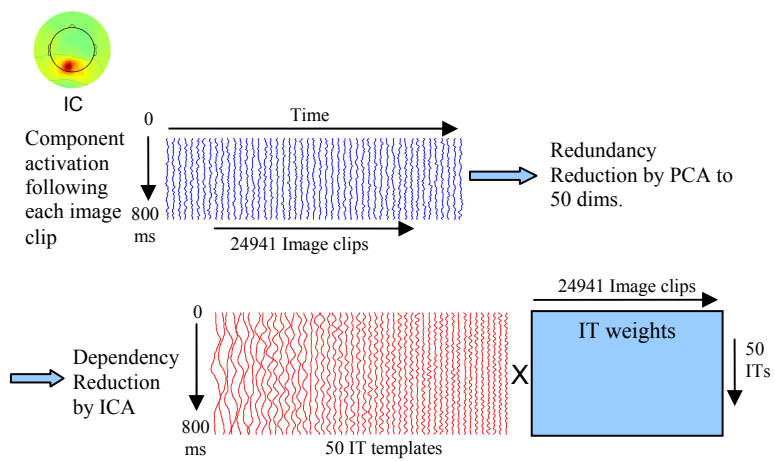 IC
0
Time
Component
activation
following
each image
clip
800
ms
24941 Image clips
Redundancy
Reduction by PCA to
50 dims.
Dependency
Reduction
by ICA
0
800
ms
50 IT templates
X
24941 Image clips
IT weights
50
ITs